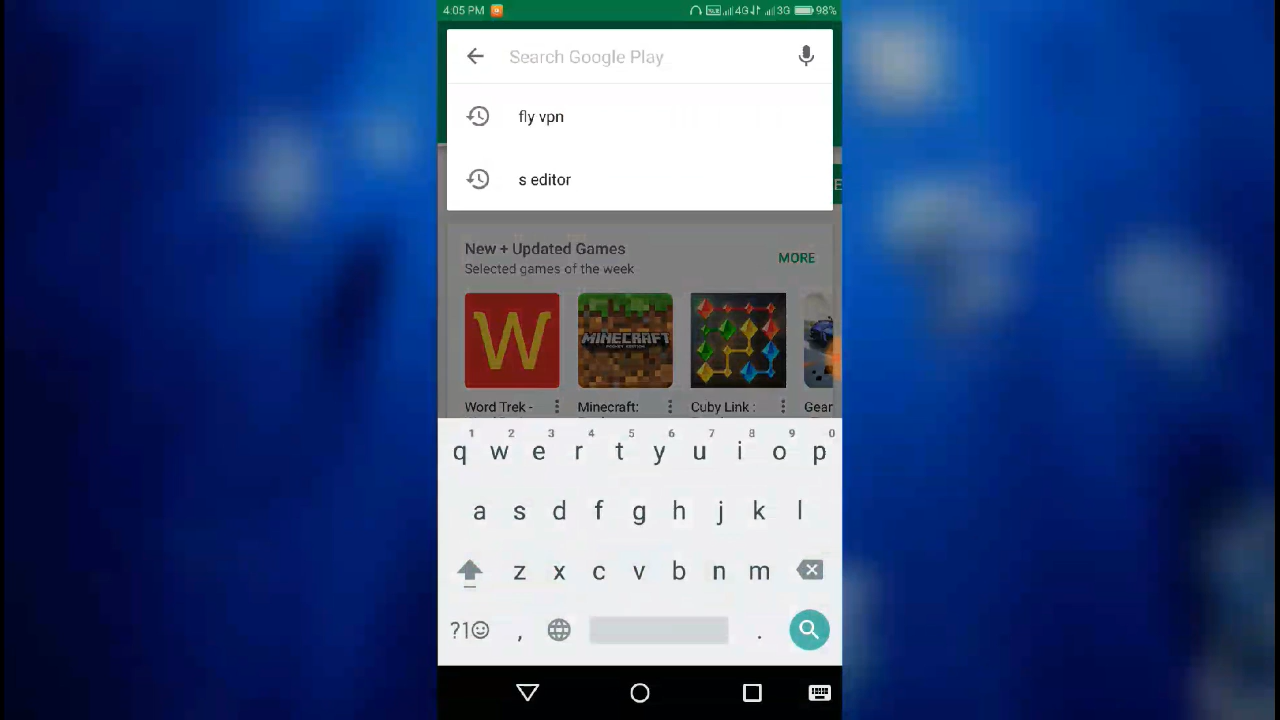 4:05 PM 4G 3G 98%
Search Google Play
fly vpn
s editor
E
New + Updated Games
Selected games of the week
MORE
W
MINECRAFT
Word Trek - Minecraft: Cuby Link : Gear
1 2 3 4 5 6 7 8 9 0
q w e r t y u i o p
a s d f g h j k l
z x c v b n m
?1 , .